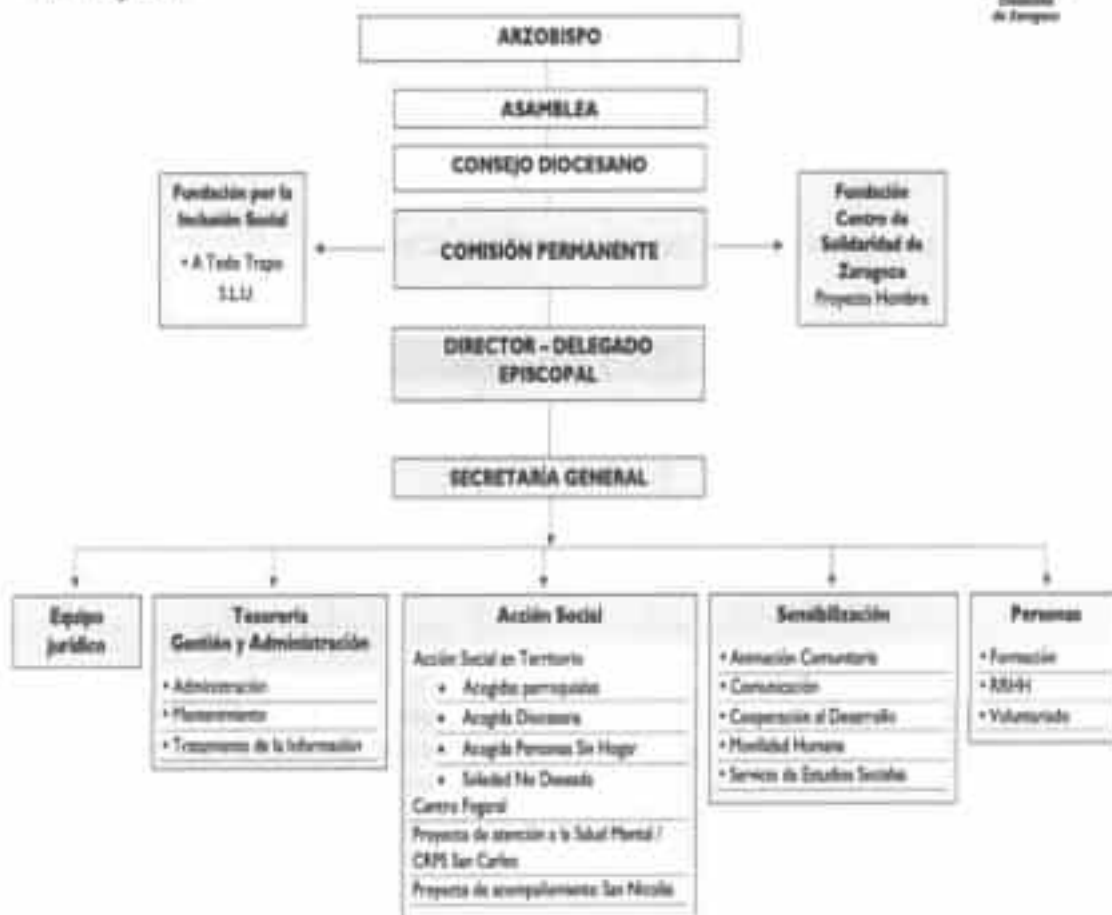 de Zaragoza
ARZOBISPO
ASAMBLEA
CONSEJO DIOCESANO
Fundación por la
Inclusión Social
• A Todo Trapo
S.L.U.
COMISIÓN PERMANENTE
Fundación
Centro de
Solidaridad de
Zaragoza
Proyecto Hombre
DIRECTOR – DELEGADO
EPISCOPAL
SECRETARÍA GENERAL
Equipo
jurídico
Tesorería
Gestión y Administración
• Administración
• Mantenimiento
• Tratamiento de la Información
Acción Social
Acción Social en Territorio
• Acogidas parroquiales
• Acogida Diocesana
• Acogida Personas Sin Hogar
• Soledad No Deseada
Centro Fogaral
Proyecto de atención a la Salud Mental /
CRPS San Carlos
Proyecto de acompañamiento San Nicolás
Sensibilización
• Animación Comunitaria
• Comunicación
• Cooperación al Desarrollo
• Movilidad Humana
• Servicio de Estudios Sociales
Personas
• Formación
• RRHH
• Voluntariado